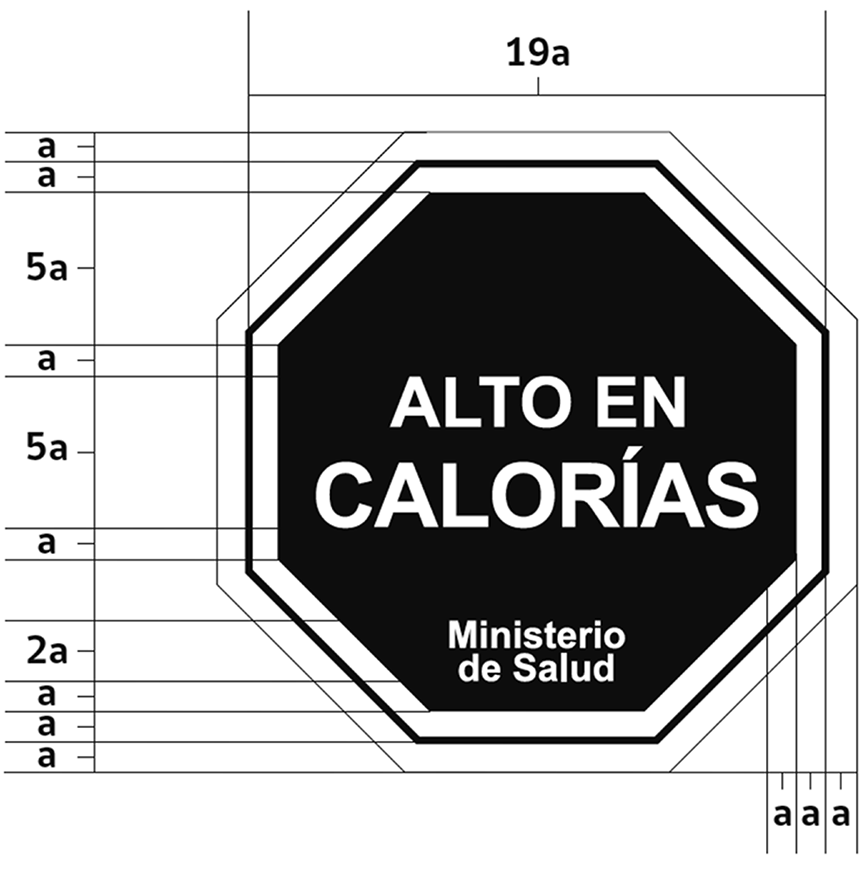 19a
a
a
5a
a
5a
a
2a
a
a
a
ALTO EN
CALORÍAS
Ministerio
de Salud
a a a